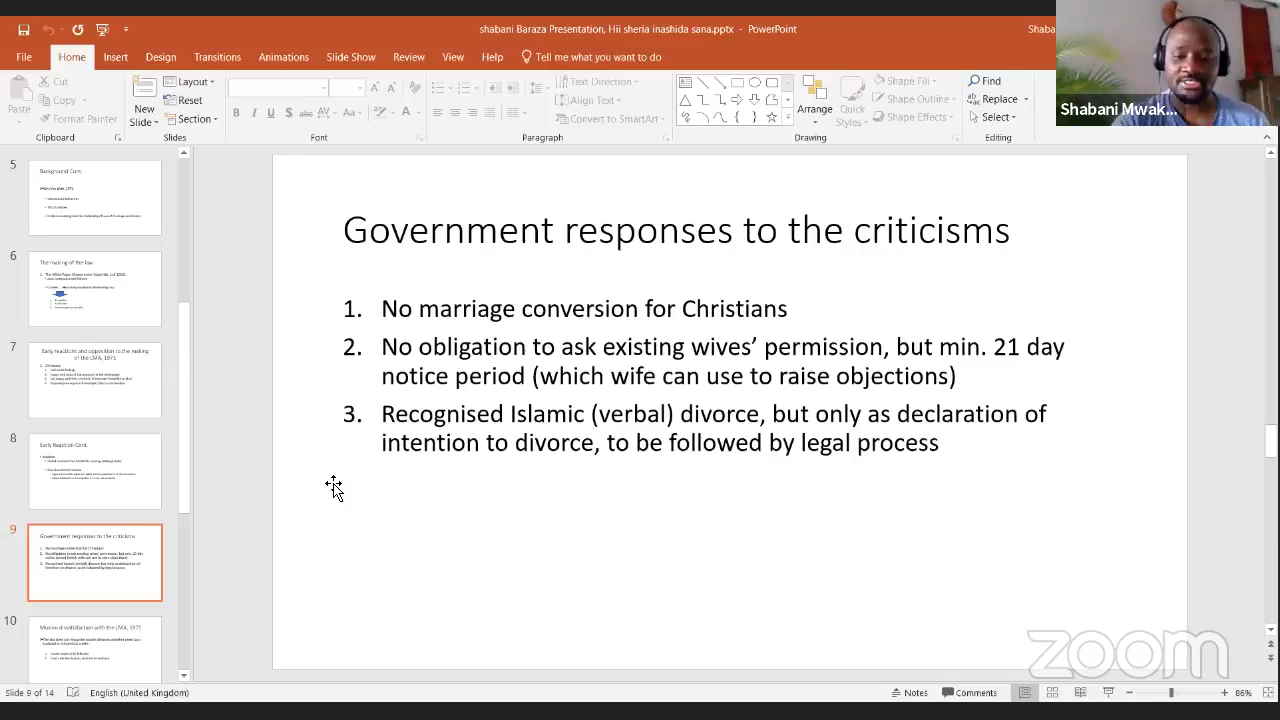 shabani Baraza Presentation, Hii sheria inashida sana.pptx - PowerPoint
Shaba
File Home Insert Design Transitions Animations Slide Show Review View Help Tell me what you want to do
Paste
Cut
Copy
Format Painter
Clipboard
New Slide
Layout
Reset
Section
Slides
Font
Text Direction
Align Text
Convert to SmartArt
Paragraph
Arrange
Quick Styles
Shape Fill
Shape Outline
Shape Effects
Drawing
Find
Replace
Select
Editing
Shabani Mwak...
5
Background Cont.
6
The making of the law
7
Early reactions and opposition to the making
of the LMA, 1971
8
Early Reaction Cont.
9
Government responses to the criticisms
10
Muslim dissatisfaction with the LMA, 1971
Government responses to the criticisms
1. No marriage conversion for Christians
2. No obligation to ask existing wives’ permission, but min. 21 day
notice period (which wife can use to raise objections)
3. Recognised Islamic (verbal) divorce, but only as declaration of
intention to divorce, to be followed by legal process
zoom
Slide 9 of 14 English (United Kingdom) Notes Comments 86%